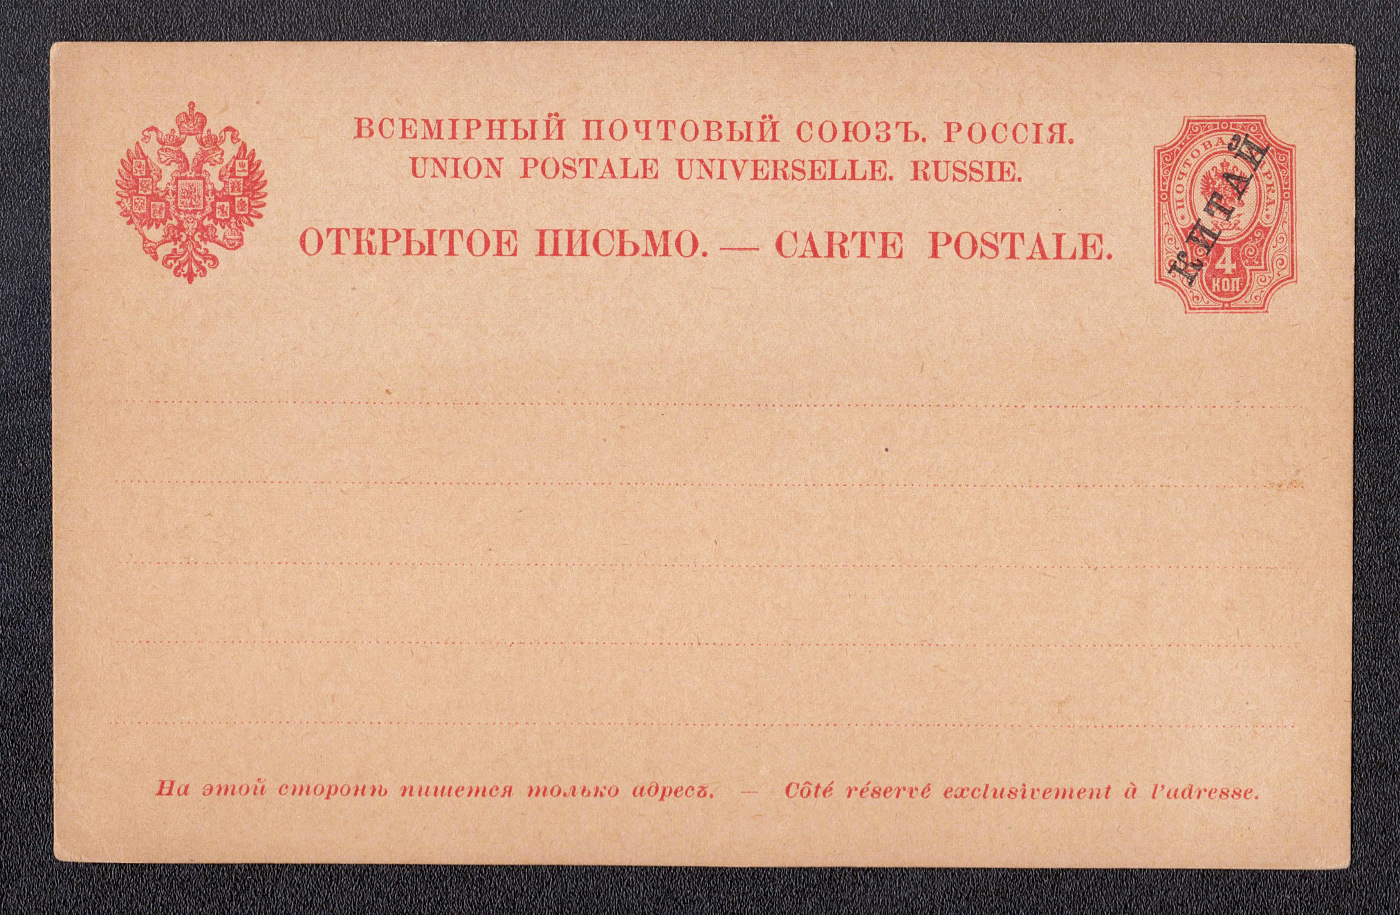 ВСЕМІРНЫЙ ПОЧТОВЫЙ СОЮЗЪ. РОССІЯ.
UNION POSTALE UNIVERSELLE. RUSSIE.
ОТКРЫТОЕ ПИСЬМО. — CARTE POSTALE.
ПОЧТОВАЯ МАРКА
КИТАЙ
4
КОП
На этой сторонѣ пишется только адресъ. — Côté réservé exclusivement à l'adresse.